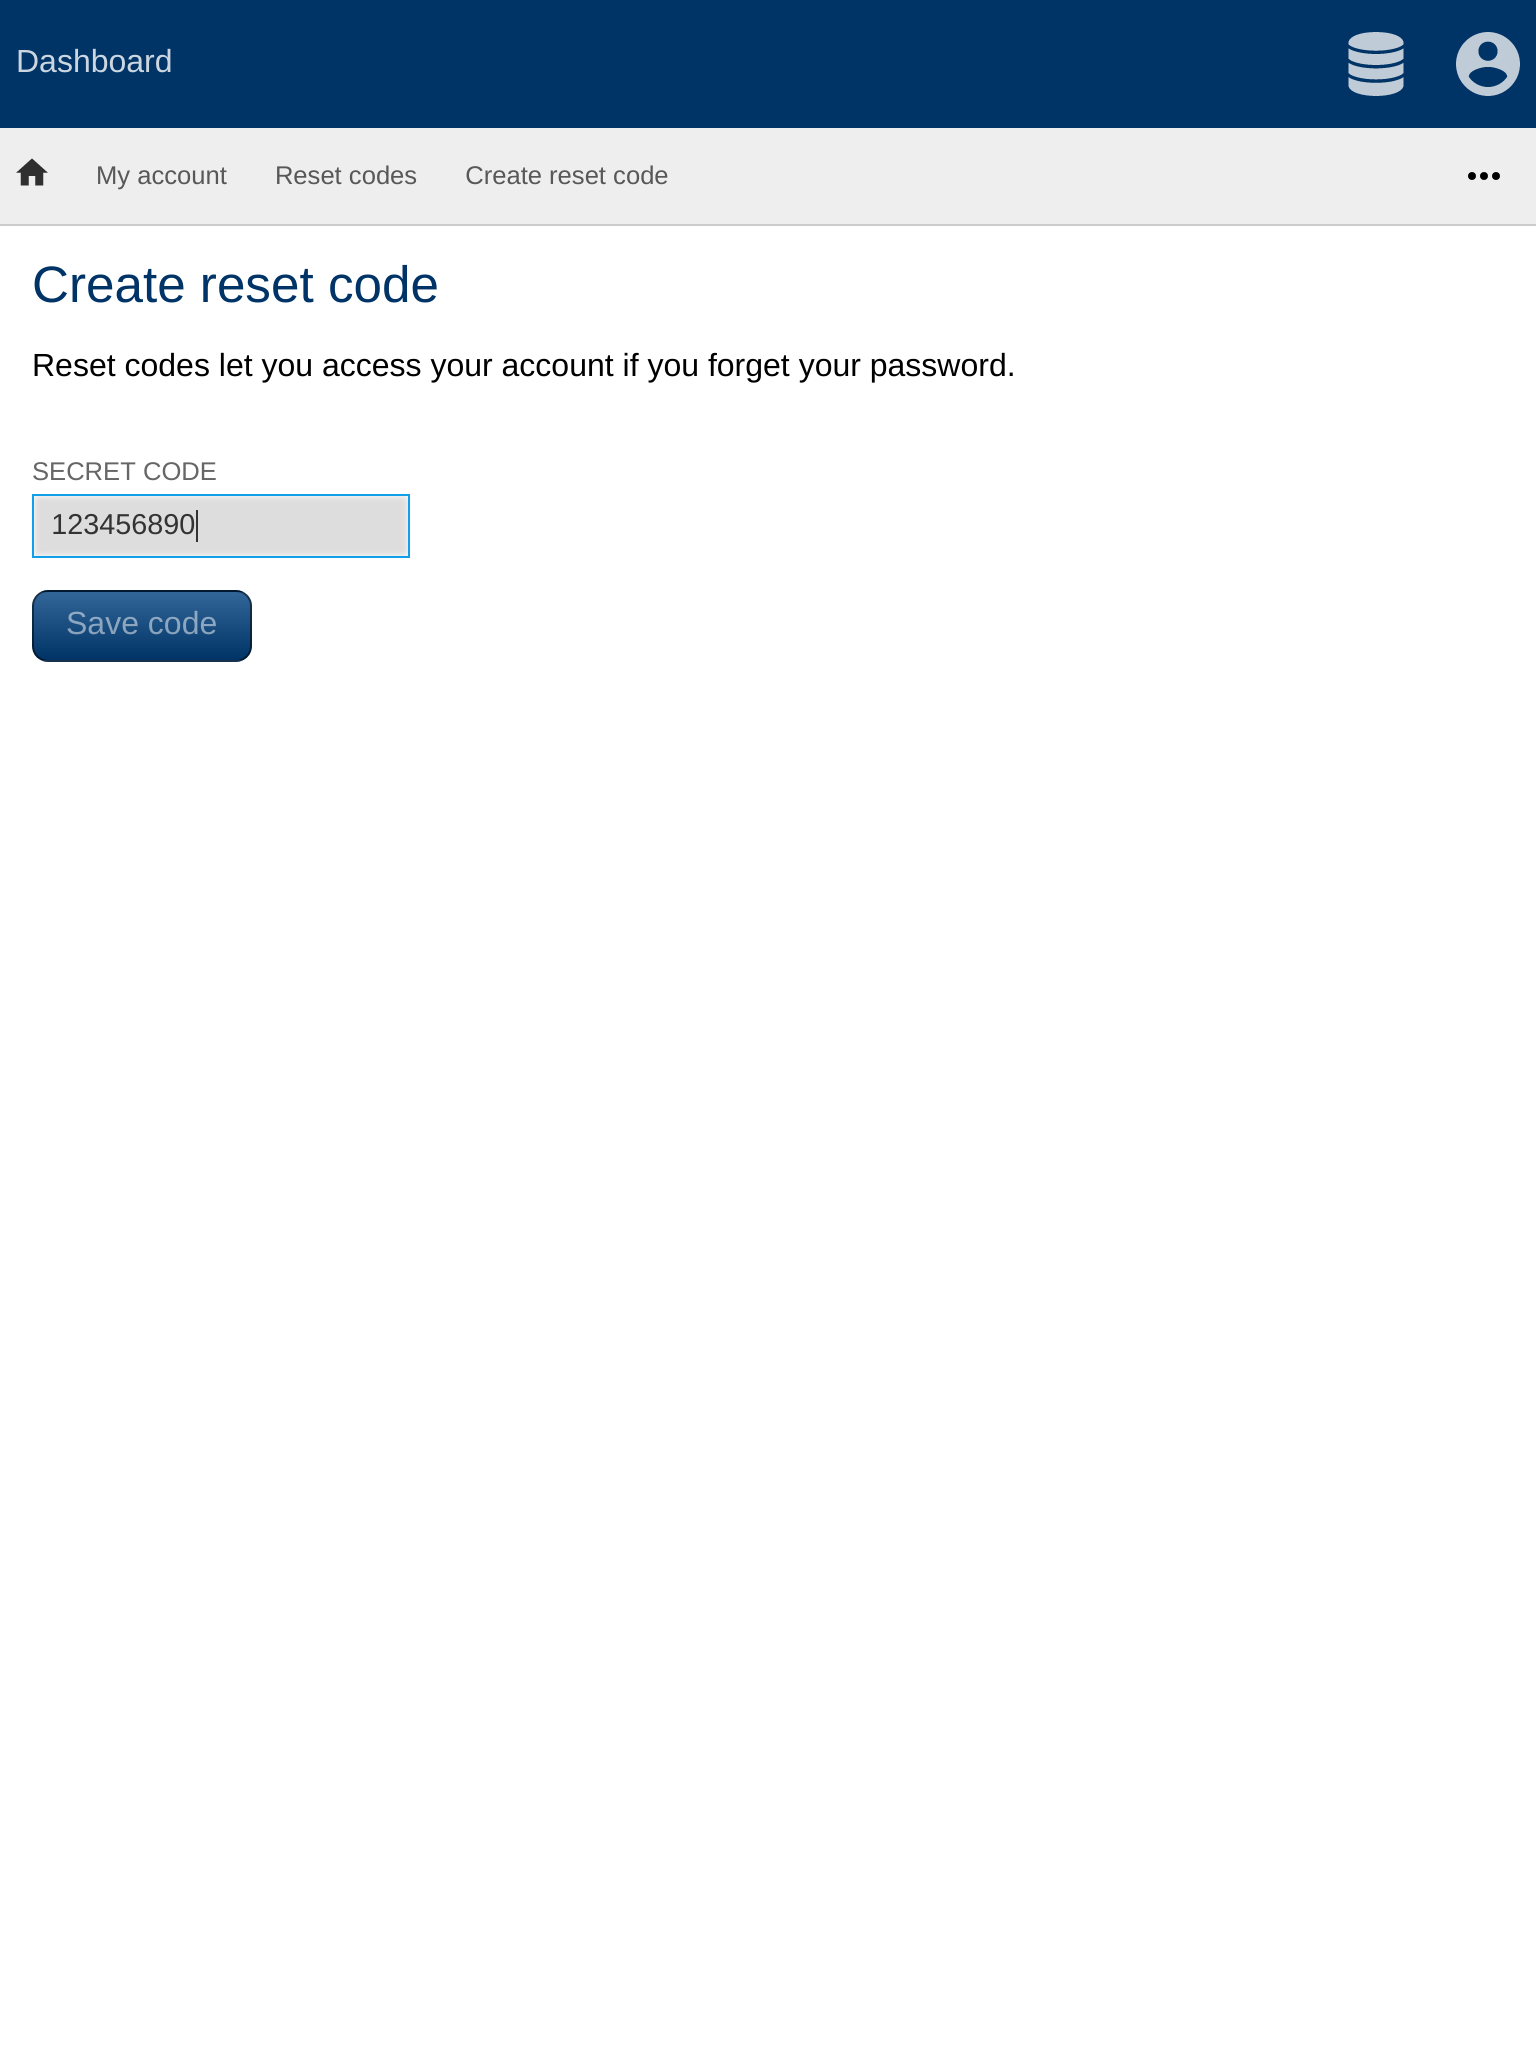 Dashboard
My account Reset codes Create reset code
Create reset code
Reset codes let you access your account if you forget your password.
SECRET CODE
123456890
Save code